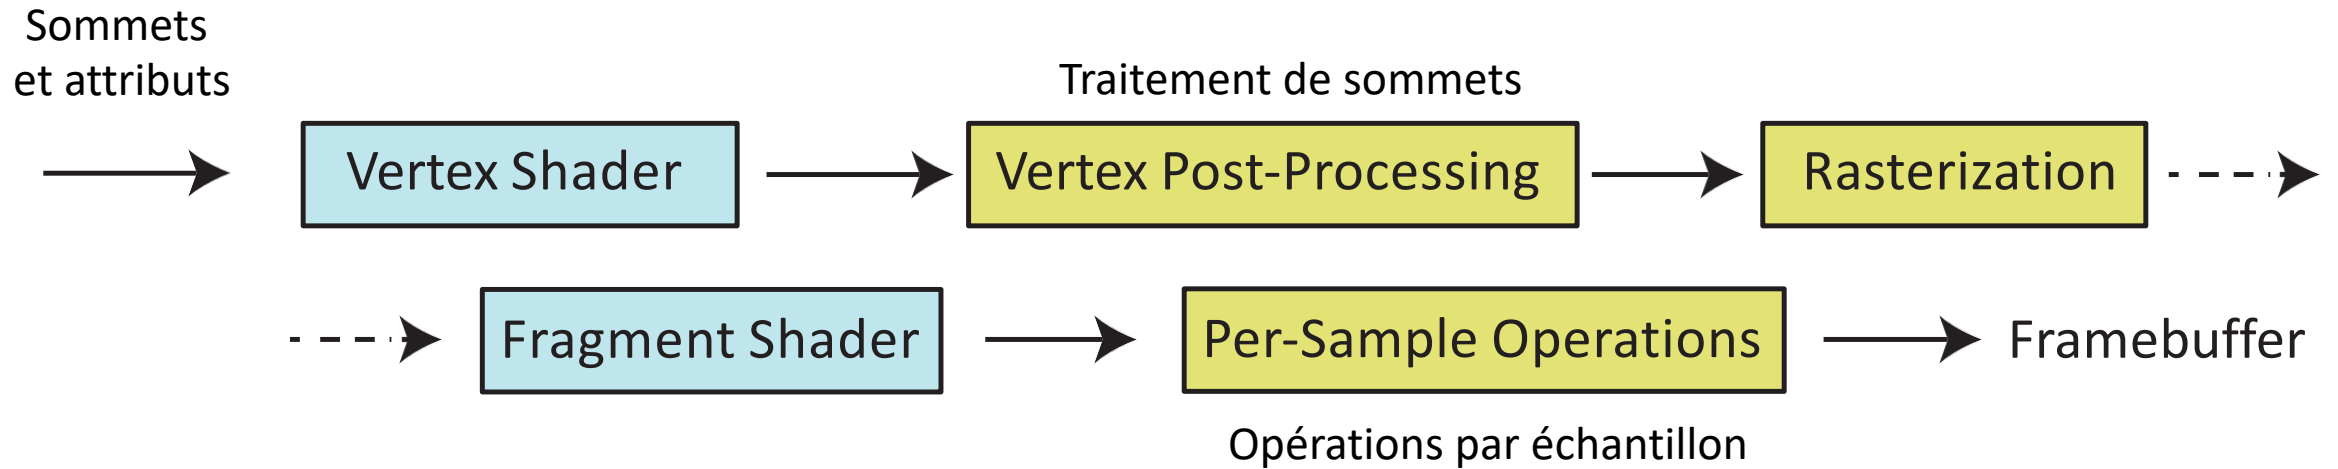 Sommets
et attributs
Traitement de sommets
Vertex Shader
Vertex Post-Processing
Rasterization
Fragment Shader
Per-Sample Operations
Framebuffer
Opérations par échantillon